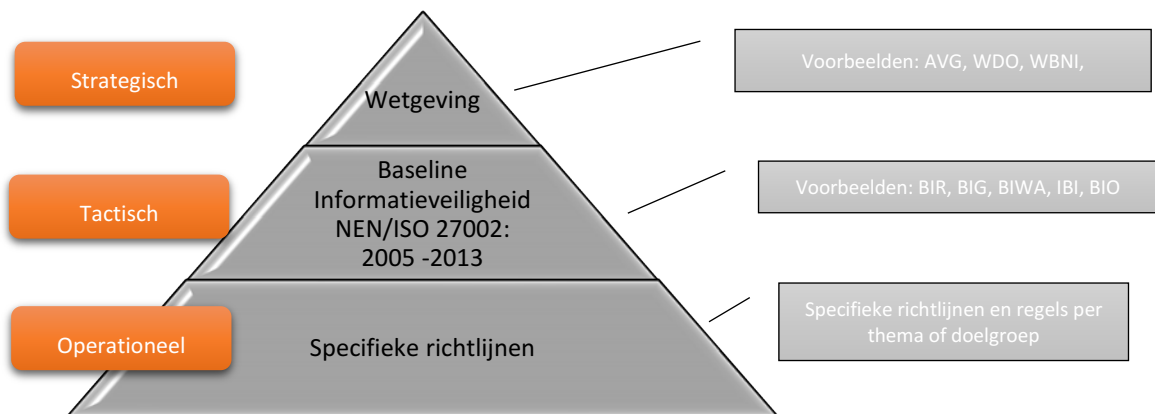 Strategisch
Wetgeving
Voorbeelden: AVG, WDO, WBNI,
Tactisch
Baseline
Informatieveiligheid
NEN/ISO 27002:
2005 -2013
Voorbeelden: BIR, BIG, BIWA, IBI, BIO
Operationeel
Specifieke richtlijnen
Specifieke richtlijnen en regels per
thema of doelgroep